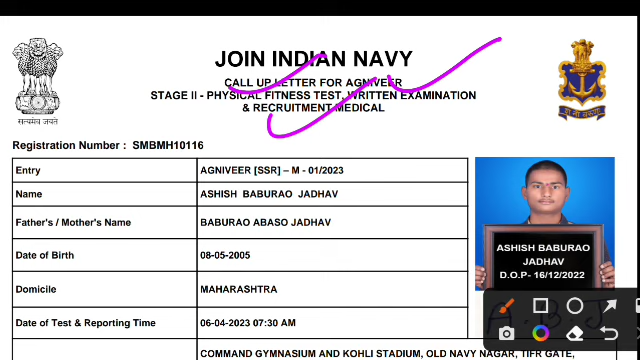 JOIN INDIAN NAVY
CALL UP LETTER FOR AGNIVEER
STAGE II - PHYSICAL FITNESS TEST, WRITTEN EXAMINATION
& RECRUITMENT MEDICAL
सत्यमेव जयते
Registration Number : SMBMH10116
Entry AGNIVEER [SSR] – M - 01/2023
Name ASHISH BABURAO JADHAV
Father's / Mother's Name BABURAO ABASO JADHAV
Date of Birth 08-05-2005
Domicile MAHARASHTRA
Date of Test & Reporting Time 06-04-2023 07:30 AM
COMMAND GYMNASIUM AND KOHLI STADIUM, OLD NAVY NAGAR, TIFR GATE,
ASHISH BABURAO
JADHAV
D.O.P- 16/12/2022